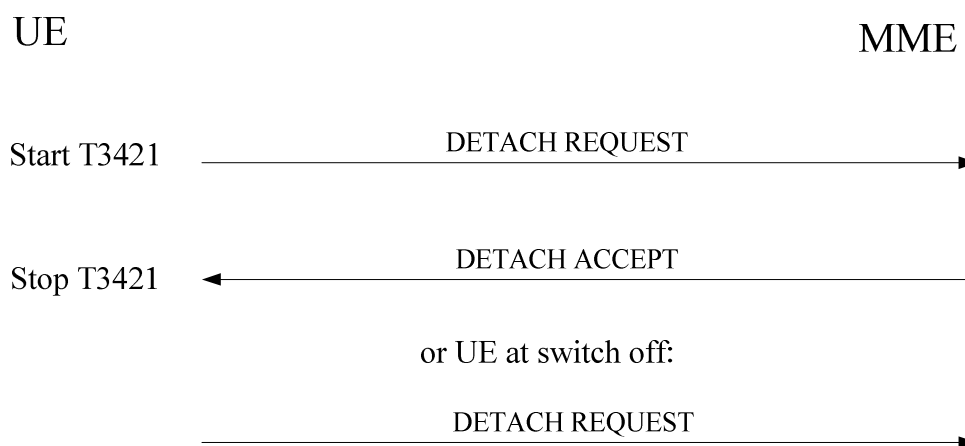 UE
MME
Start T3421
DETACH REQUEST
Stop T3421
DETACH ACCEPT
or UE at switch off:
DETACH REQUEST